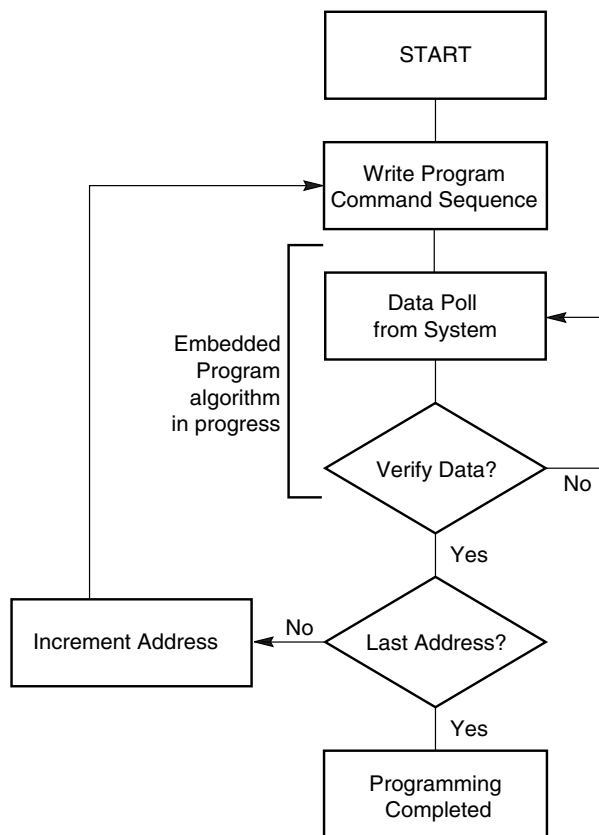 START
Write Program
Command Sequence
Data Poll
from System
Embedded
Program
algorithm
in progress
Verify Data?
No
Yes
Last Address?
No
Increment Address
Yes
Programming
Completed